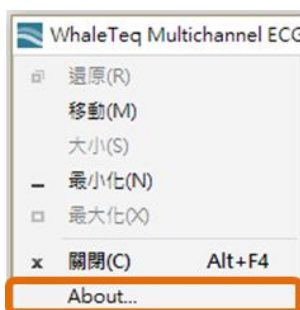 WhaleTeq Multichannel ECG
還原(R)
移動(M)
大小(S)
最小化(N)
最大化(X)
x 關閉(C) Alt+F4
About...